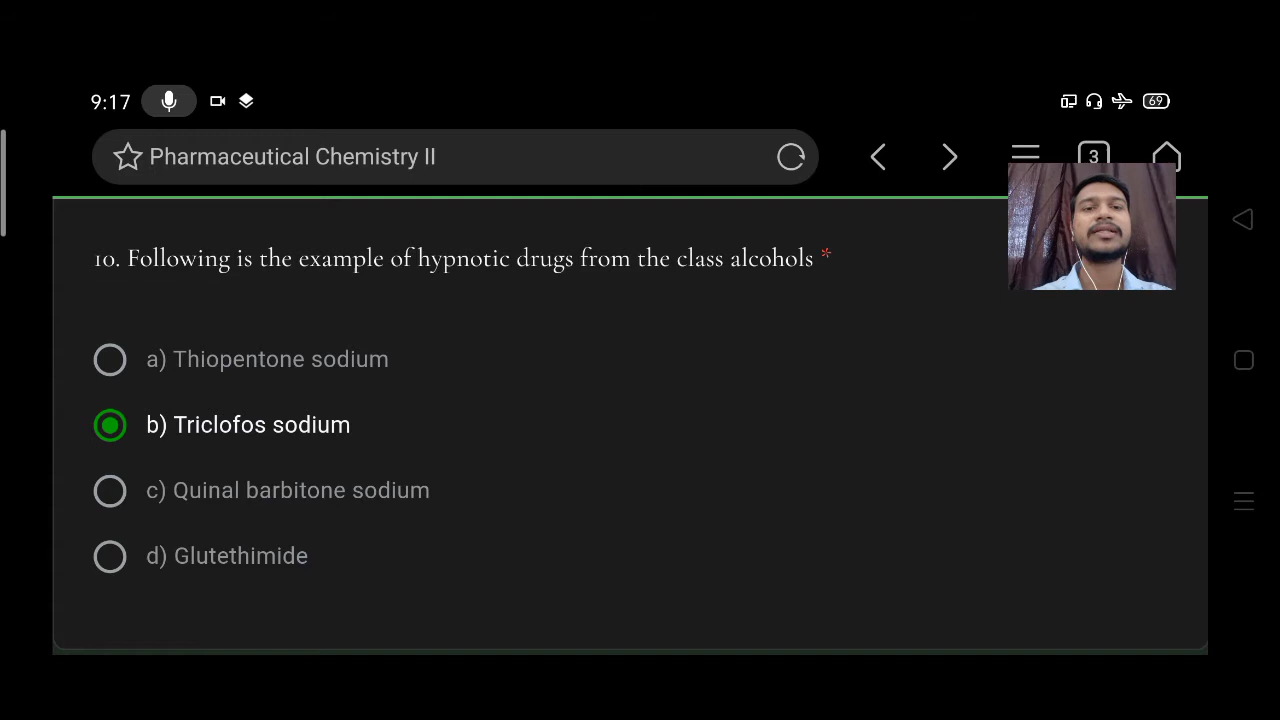 9:17
69
Pharmaceutical Chemistry II
3
10. Following is the example of hypnotic drugs from the class alcohols *
a) Thiopentone sodium
b) Triclofos sodium
c) Quinal barbitone sodium
d) Glutethimide